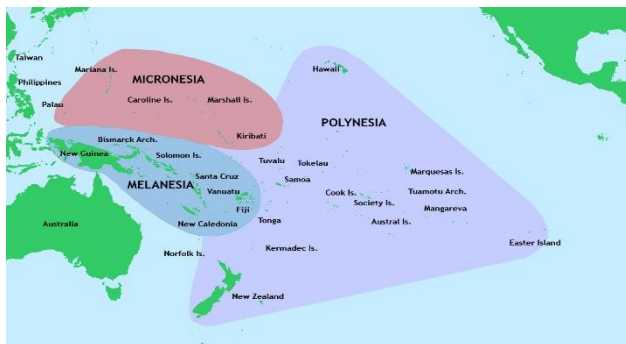 Taiwan
Mariana Is.
Hawaii
MICRONESIA
Philippines
Palau
Caroline Is.
Marshall Is.
POLYNESIA
Kiribati
Bismarck Arch.
New Guinea
Solomon Is.
Tuvalu
Tokelau
Santa Cruz
Samoa
Marquesas Is.
MELANESIA
Vanuatu
Cook Is.
Tuamotu Arch.
Society Is.
Fiji
Mangareva
New Caledonia
Tonga
Austral Is.
Australia
Easter Island
Norfolk Is.
Kermadec Is.
New Zealand